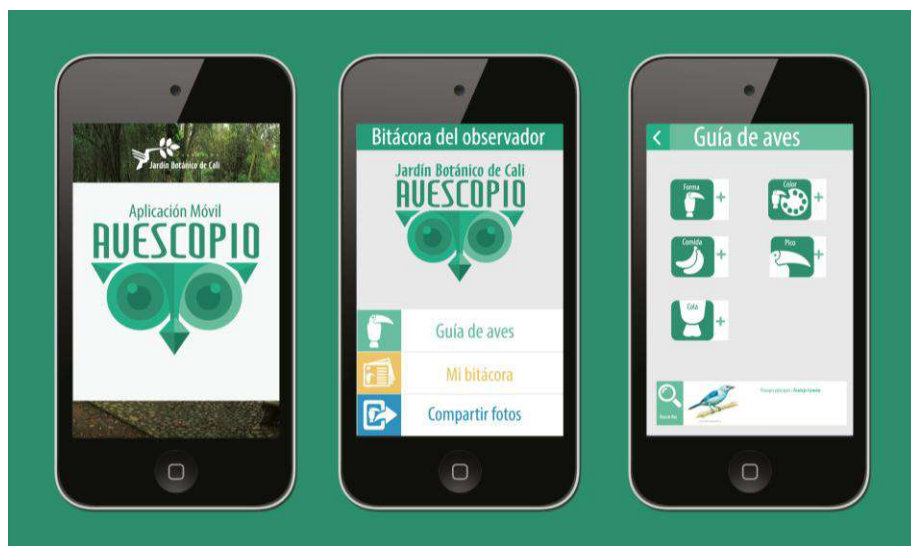 Jardín Botánico de Cali
Aplicación Móvil
AVESCOPIO
Bitácora del observador
Jardín Botánico de Cali
AVESCOPIO
Guía de aves
Mi bitácora
Compartir fotos
Guía de aves
Forma
Color
Comida
Pico
Cola